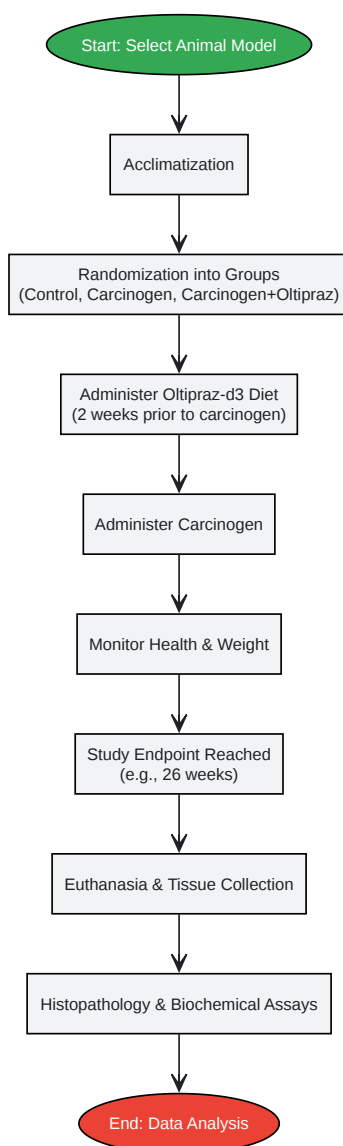 Start: Select Animal Model
Acclimatization
Randomization into Groups
(Control, Carcinogen, Carcinogen+Oltipraz)
Administer Oltipraz-d3 Diet
(2 weeks prior to carcinogen)
Administer Carcinogen
Monitor Health & Weight
Study Endpoint Reached
(e.g., 26 weeks)
Euthanasia & Tissue Collection
Histopathology & Biochemical Assays
End: Data Analysis